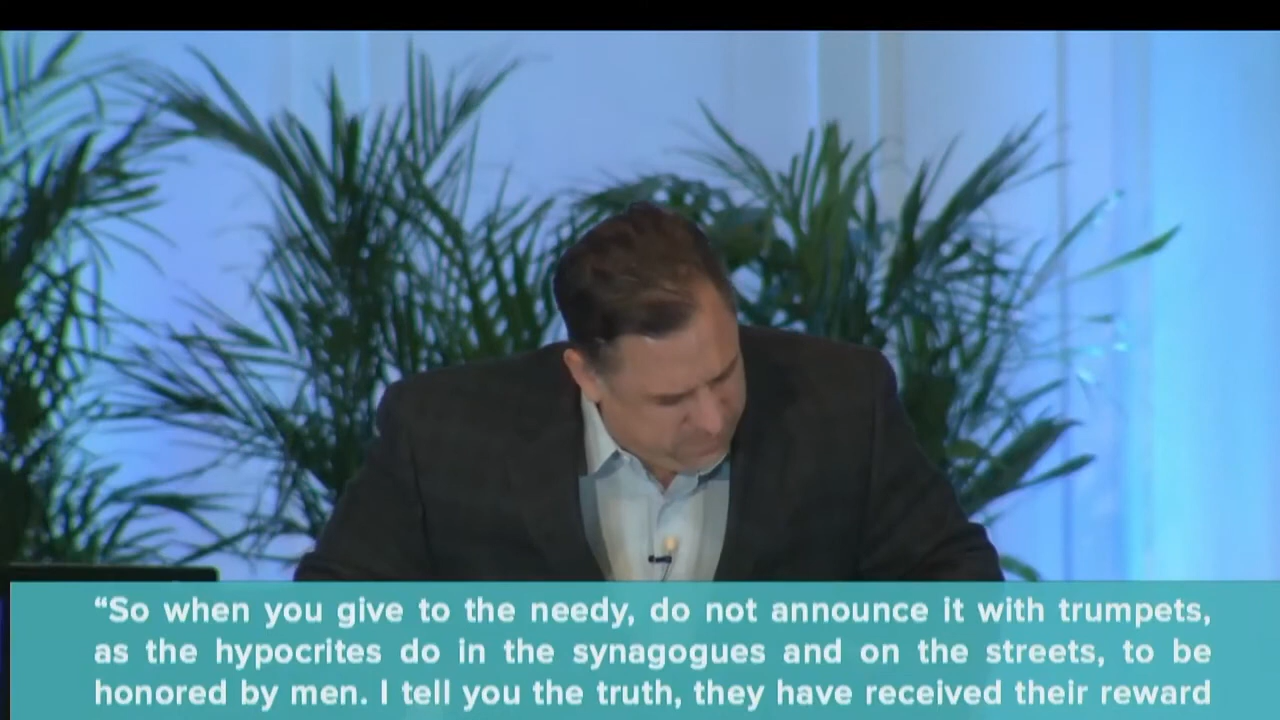 “So when you give to the needy, do not announce it with trumpets,
as the hypocrites do in the synagogues and on the streets, to be
honored by men. I tell you the truth, they have received their reward